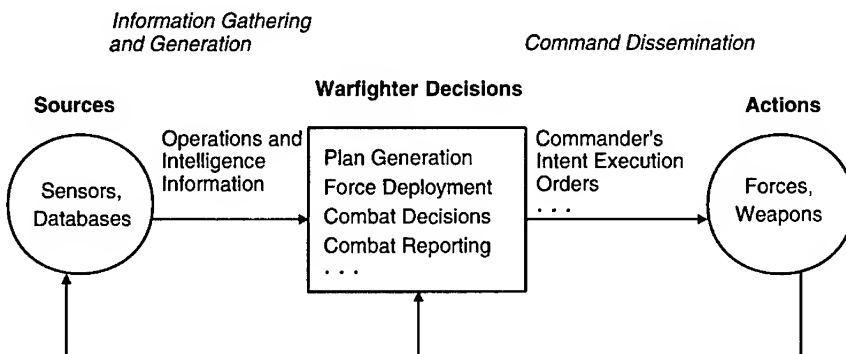 Information Gathering
and Generation
Command Dissemination
Warfighter Decisions
Sources
Actions
Operations and
Intelligence
Information
Commander's
Intent Execution
Orders
. . .
Plan Generation
Force Deployment
Combat Decisions
Combat Reporting
. . .
Sensors,
Databases
Forces,
Weapons